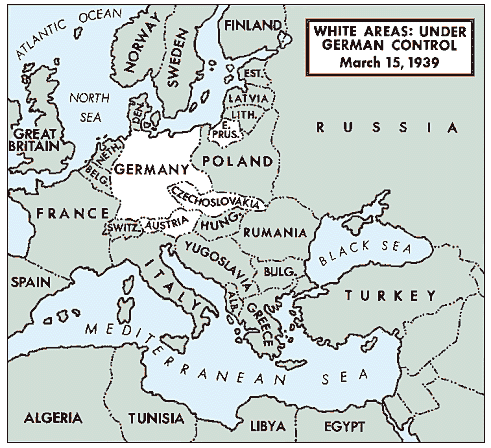 ATLANTIC OCEAN
NORWAY
SWEDEN
FINLAND
WHITE AREAS: UNDER
GERMAN CONTROL
March 15, 1939
NORTH
SEA
EST.
LATVIA
LITH.
DEN.
E.
PRUS.
RUSSIA
GREAT
BRITAIN
NETH.
BELG.
GERMANY
POLAND
CZECHOSLOVAKIA
FRANCE
SWITZ.
AUSTRIA
HUNG.
RUMANIA
YUGOSLAVIA
BLACK SEA
BULG.
SPAIN
ITALY
ALB.
GREECE
TURKEY
MEDITERRANEAN SEA
ALGERIA
TUNISIA
LIBYA
EGYPT